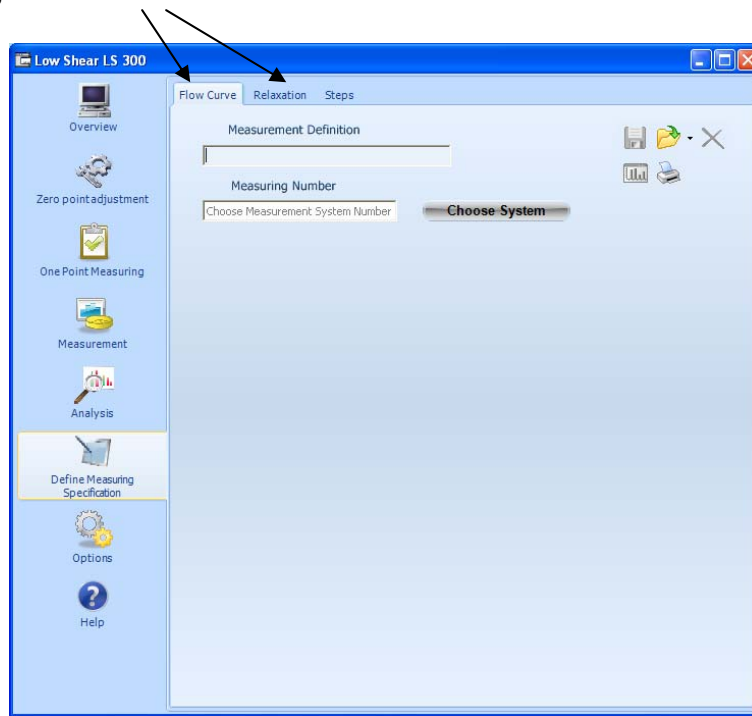 Low Shear LS 300
Flow Curve Relaxation Steps
Overview
Zero point adjustment
One Point Measuring
Measurement
Analysis
Define Measuring
Specification
Options
Help
Measurement Definition
Measuring Number
Choose Measurement System Number Choose System